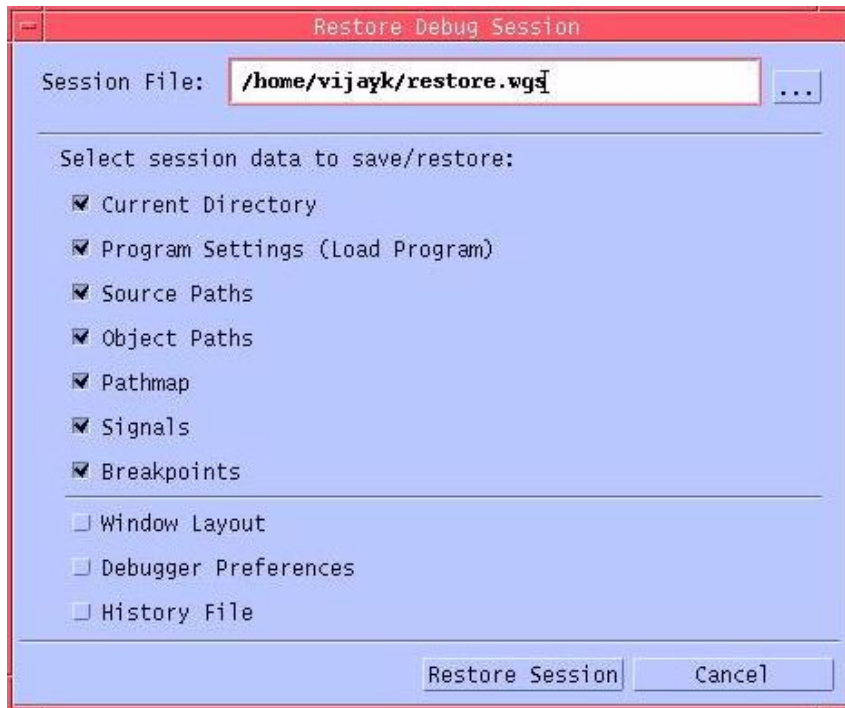 Restore Debug Session
Session File: /home/vijayk/restore.wgs ...
Select session data to save/restore:
Current Directory
Program Settings (Load Program)
Source Paths
Object Paths
Pathmap
Signals
Breakpoints
Window Layout
Debugger Preferences
History File
Restore Session Cancel